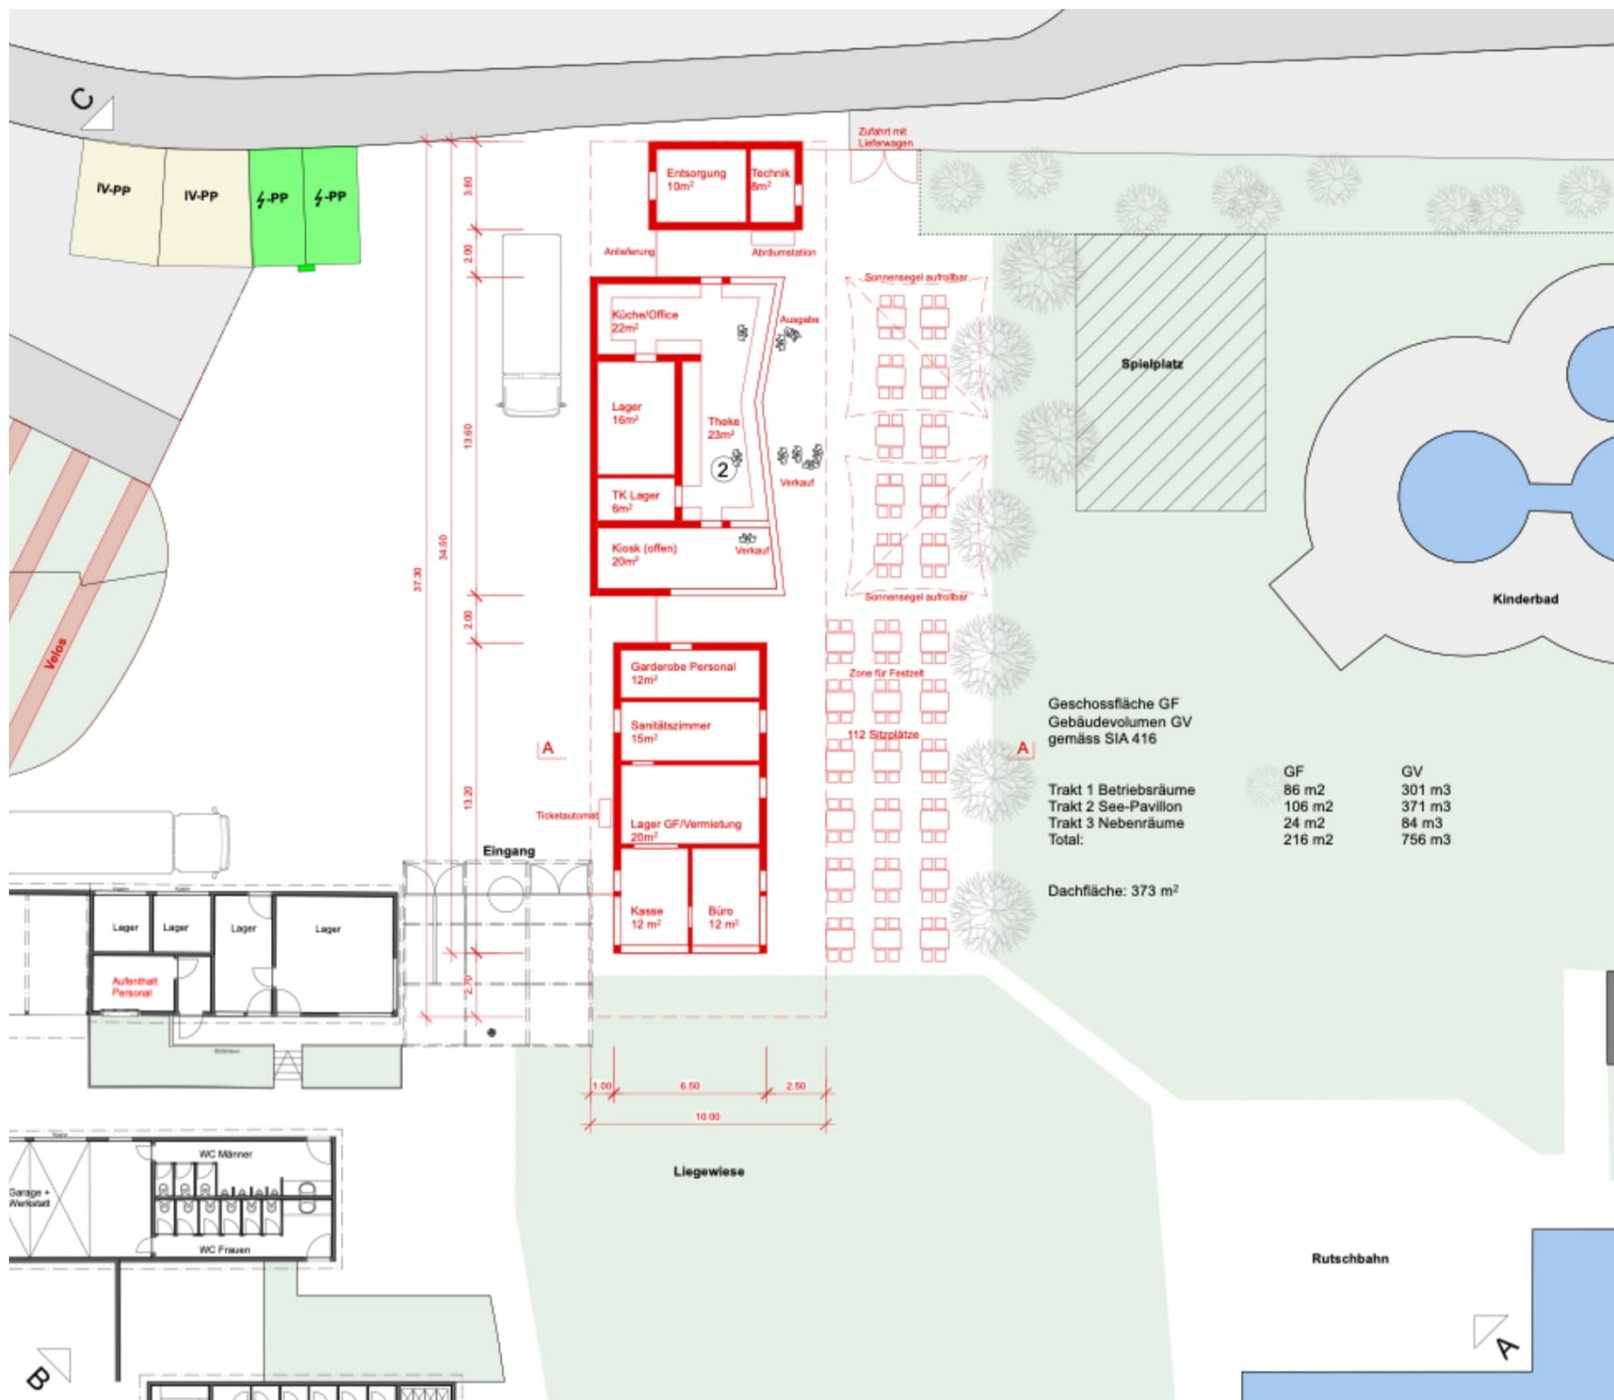 C
IV-PP
IV-PP
-PP
-PP
Zufahrt mit
Lieferwagen
Entsorgung
10m²
Technik
8m²
3.80
2.00
Anlieferung
Abräumstation
Sonnensegel aufrollbar
Küche/Office
22m²
Ausgabe
Spielplatz
Lager
16m²
Theke
23m²
2
13.60
Verkauf
TK Lager
6m²
Kiosk (offen)
20m²
Verkauf
34.50
37.30
Sonnensegel aufrollbar
Kinderbad
2.00
Velos
Garderobe Personal
12m²
Zone für Festzelt
Sanitätszimmer
15m²
112 Sitzplätze
A
A
Geschossfläche GF
Gebäudevolumen GV
gemäss SIA 416
GF GV
Trakt 1 Betriebsräume 86 m2 301 m3
Trakt 2 See-Pavillon 106 m2 371 m3
Trakt 3 Nebenräume 24 m2 84 m3
Total: 216 m2 756 m3
Dachfläche: 373 m²
13.20
Ticketautomat
Lager GF/Vermietung
20m²
Eingang
Kasse
12 m²
Büro
12 m²
Lager
Lager
Lager
Lager
Aufenthalt
Personal
2.70
1.00
6.50
2.50
10.00
WC Männer
Garage +
Werkstatt
WC Frauen
Liegewiese
Rutschbahn
B
A